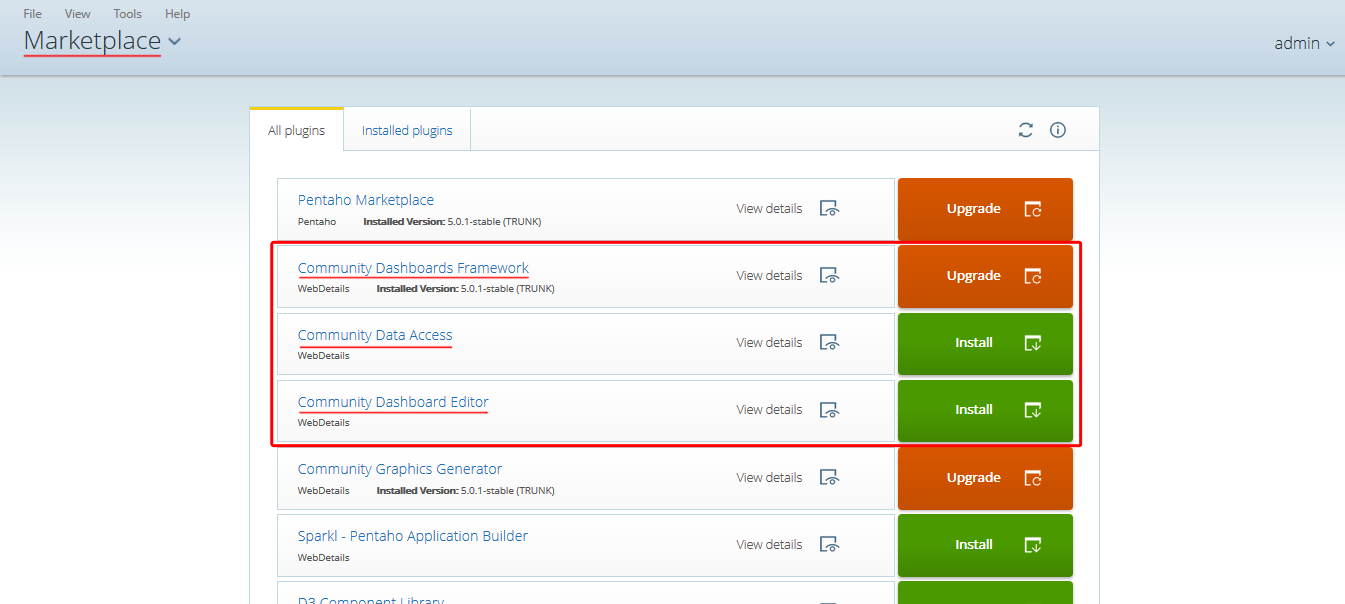 File View Tools Help
Marketplace
admin
All plugins Installed plugins
Pentaho Marketplace
View details
Upgrade
Pentaho Installed Version: 5.0.1-stable (TRUNK)
Community Dashboards Framework
View details
Upgrade
WebDetails Installed Version: 5.0.1-stable (TRUNK)
Community Data Access
View details
Install
WebDetails
Community Dashboard Editor
View details
Install
WebDetails
Community Graphics Generator
View details
Upgrade
WebDetails Installed Version: 5.0.1-stable (TRUNK)
Sparkl - Pentaho Application Builder
View details
Install
WebDetails
D3 Component Library